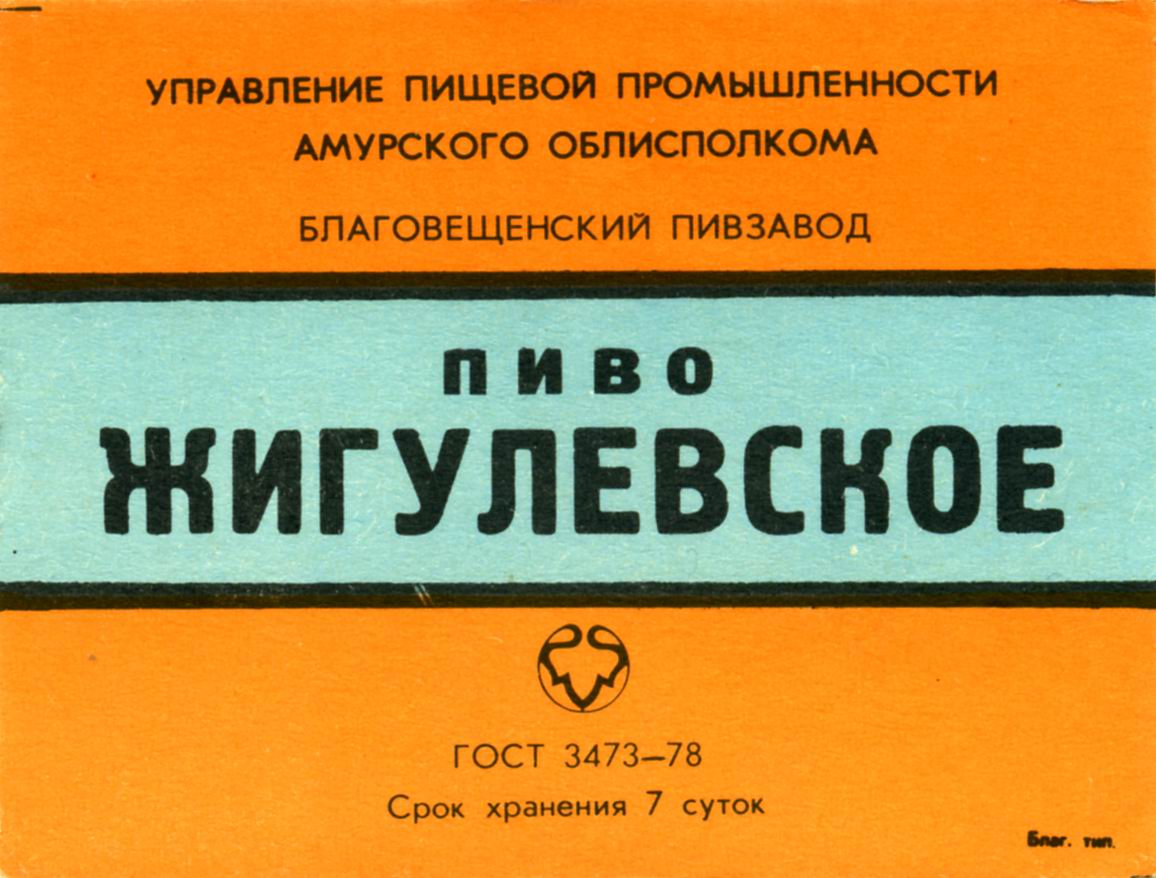 УПРАВЛЕНИЕ ПИЩЕВОЙ ПРОМЫШЛЕННОСТИ
АМУРСКОГО ОБЛИСПОЛКОМА
БЛАГОВЕЩЕНСКИЙ ПИВЗАВОД
ПИВО
ЖИГУЛЕВСКОЕ
ГОСТ 3473—78
Срок хранения 7 суток
Благ. тип.